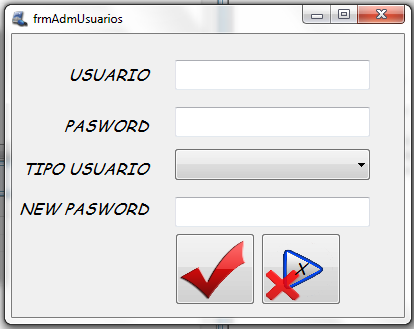 frmAdmUsuarios
USUARIO
PASWORD
TIPO USUARIO
NEW PASWORD
X